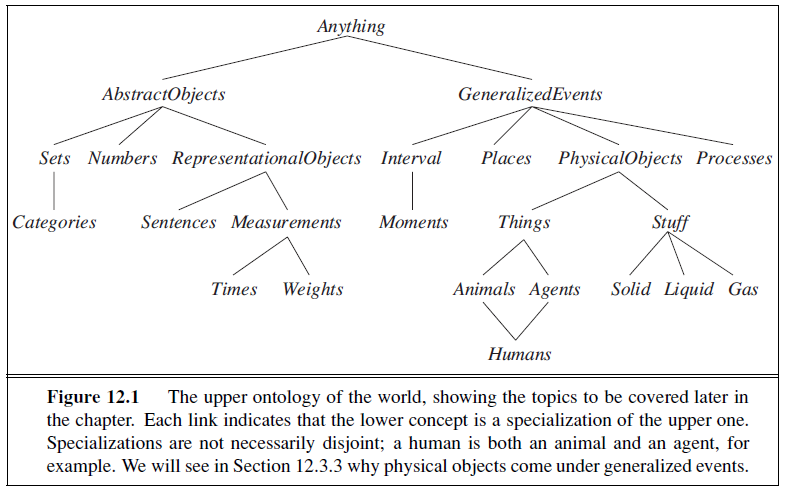 Anything
AbstractObjects GeneralizedEvents
Sets Numbers RepresentationalObjects Interval Places PhysicalObjects Processes
Categories Sentences Measurements Moments Things Stuff
Times Weights Animals Agents Solid Liquid Gas
Humans
Figure 12.1 The upper ontology of the world, showing the topics to be covered later in
the chapter. Each link indicates that the lower concept is a specialization of the upper one.
Specializations are not necessarily disjoint; a human is both an animal and an agent, for
example. We will see in Section 12.3.3 why physical objects come under generalized events.